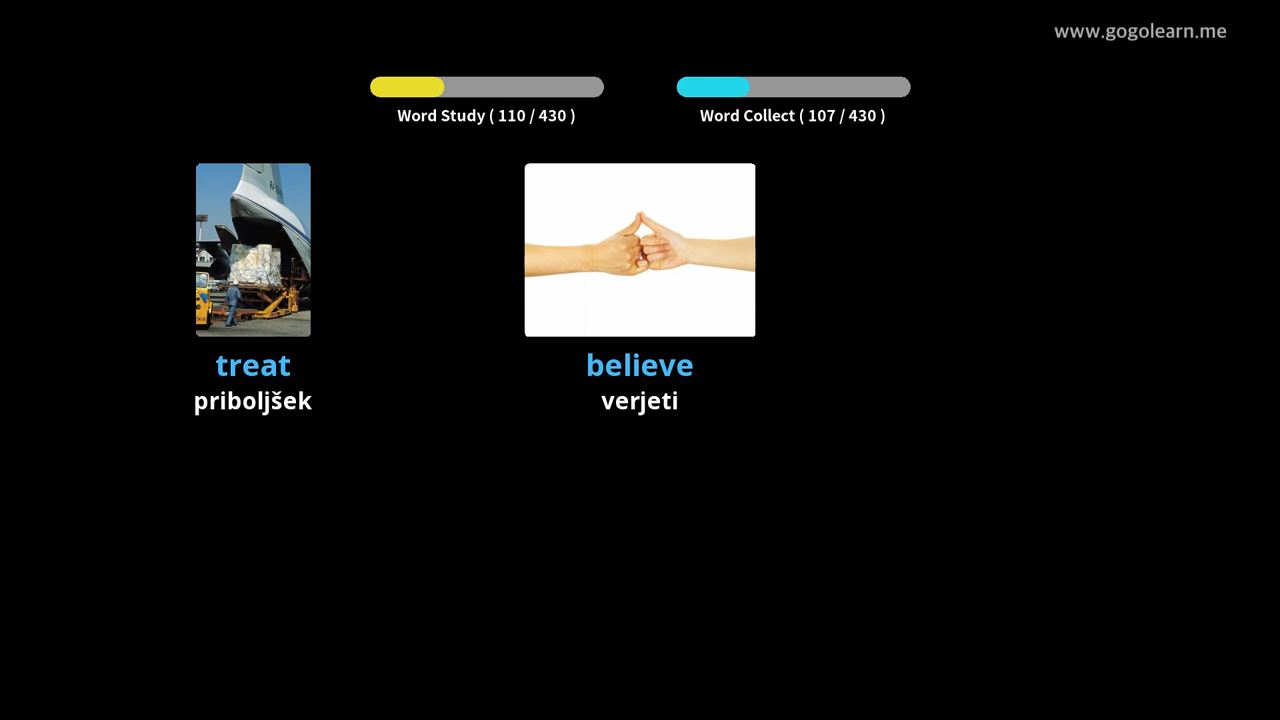 www.gogolearn.me
Word Study ( 110 / 430 )
Word Collect ( 107 / 430 )
treat
priboljšek
believe
verjeti